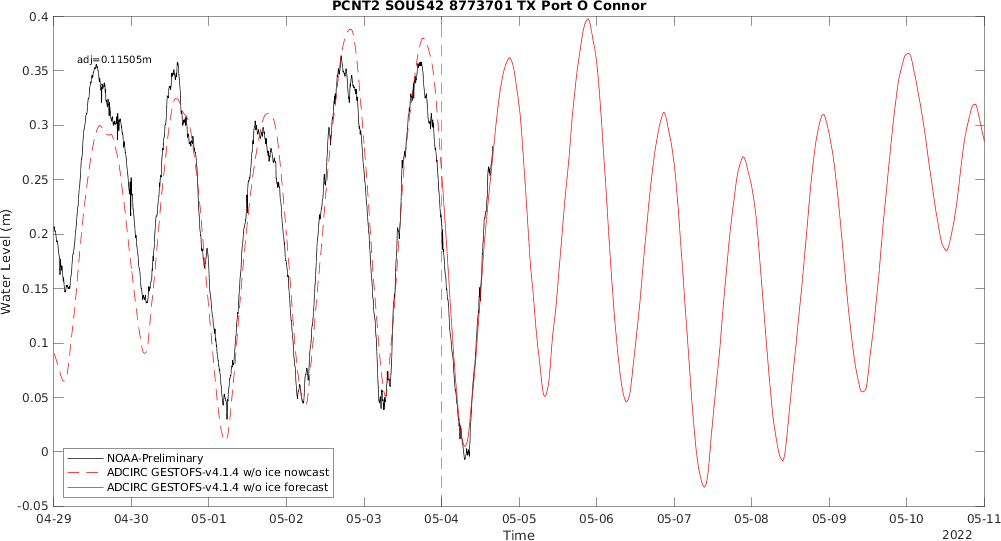 PCNT2 SOUS42 8773701 TX Port O Connor
adj=0.11505m
0.4
0.35
0.3
0.25
0.2
0.15
0.1
0.05
0
-0.05
Water Level (m)
NOAA-Preliminary
ADCIRC GESTOFS-v4.1.4 w/o ice nowcast
ADCIRC GESTOFS-v4.1.4 w/o ice forecast
04-29 04-30 05-01 05-02 05-03 05-04 05-05 05-06 05-07 05-08 05-09 05-10 05-11
Time
2022